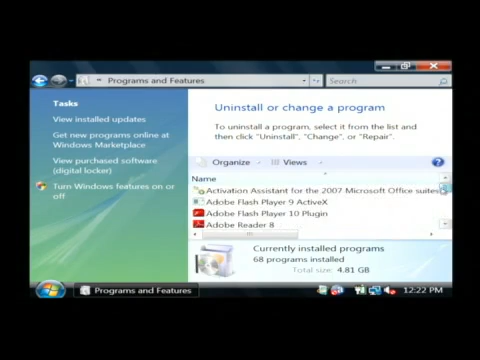 Programs and Features
Search
Tasks
View installed updates
Get new programs online at
Windows Marketplace
View purchased software
(digital locker)
Turn Windows features on or
off
Uninstall or change a program
To uninstall a program, select it from the list and
then click "Uninstall", "Change", or "Repair".
Organize
Views
Name
Activation Assistant for the 2007 Microsoft Office suites
Adobe Flash Player 9 ActiveX
Adobe Flash Player 10 Plugin
Adobe Reader 8
Currently installed programs
68 programs installed
Total size: 4.81 GB
Programs and Features
12:22 PM